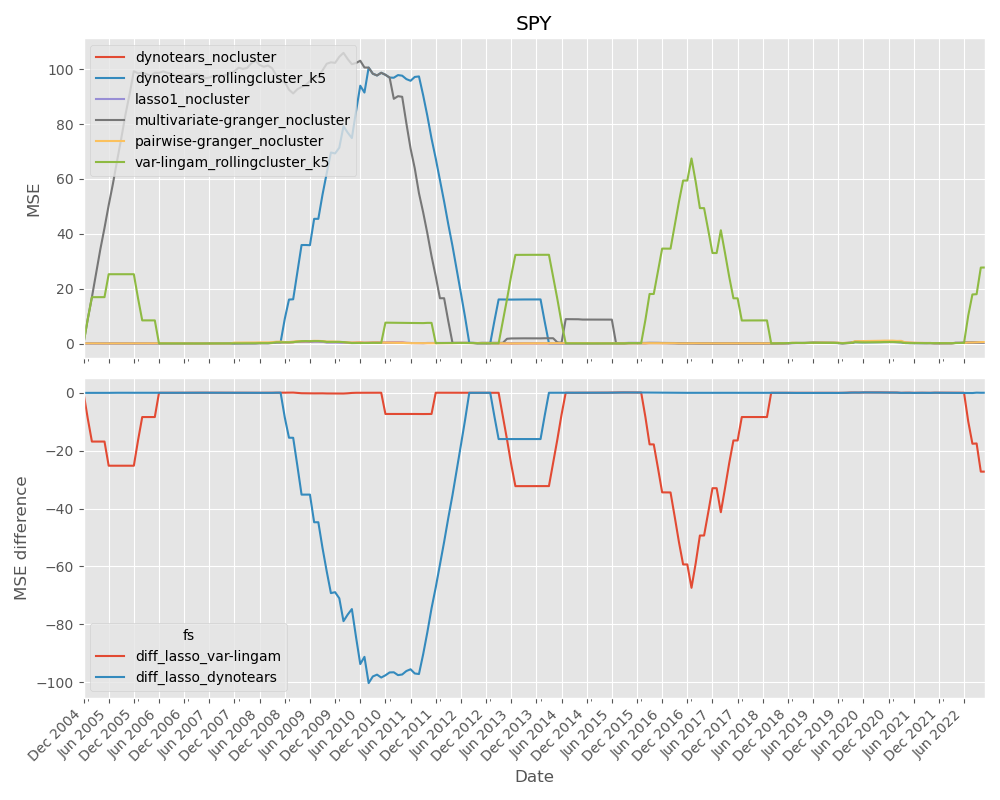 SPY
MSE
100
80
60
40
20
0
dynotears_nocluster
dynotears_rollingcluster_k5
lasso1_nocluster
multivariate-granger_nocluster
pairwise-granger_nocluster
var-lingam_rollingcluster_k5
MSE difference
0
−20
−40
−60
−80
−100
fs
diff_lasso_var-lingam
diff_lasso_dynotears
Dec 2004
Jun 2005
Dec 2005
Jun 2006
Dec 2006
Jun 2007
Dec 2007
Jun 2008
Dec 2008
Jun 2009
Dec 2009
Jun 2010
Dec 2010
Jun 2011
Dec 2011
Jun 2012
Dec 2012
Jun 2013
Dec 2013
Jun 2014
Dec 2014
Jun 2015
Dec 2015
Jun 2016
Dec 2016
Jun 2017
Dec 2017
Jun 2018
Dec 2018
Jun 2019
Dec 2019
Jun 2020
Dec 2020
Jun 2021
Dec 2021
Jun 2022
Date